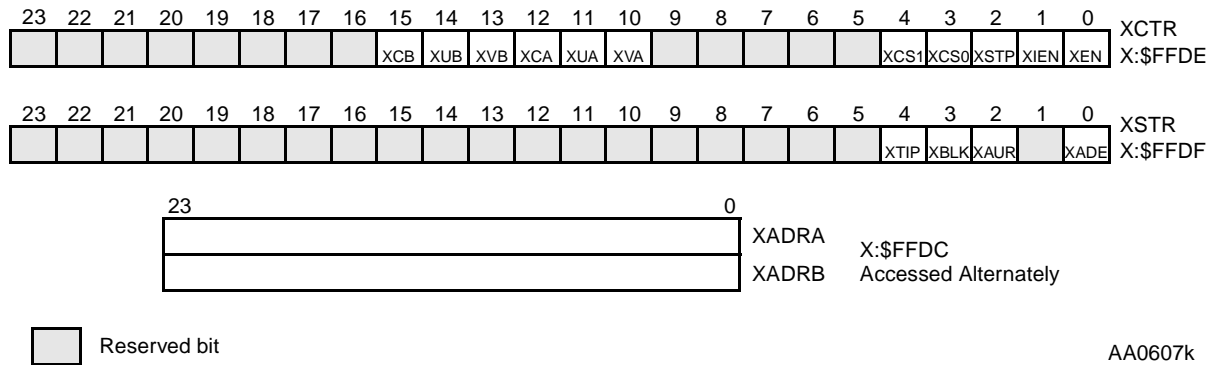 23 22 21 20 19 18 17 16 15 14 13 12 11 10 9 8 7 6 5 4 3 2 1 0
XCTR
XCB XUB XVB XCA XUA XVA XCS1 XCS0 XSTP XIEN XEN X:$FFDE
23 22 21 20 19 18 17 16 15 14 13 12 11 10 9 8 7 6 5 4 3 2 1 0
XSTR
XTIP XBLK XAUR XADE X:$FFDF
23 0
XADRA
X:$FFDC
XADRB Accessed Alternately
Reserved bit
AA0607k